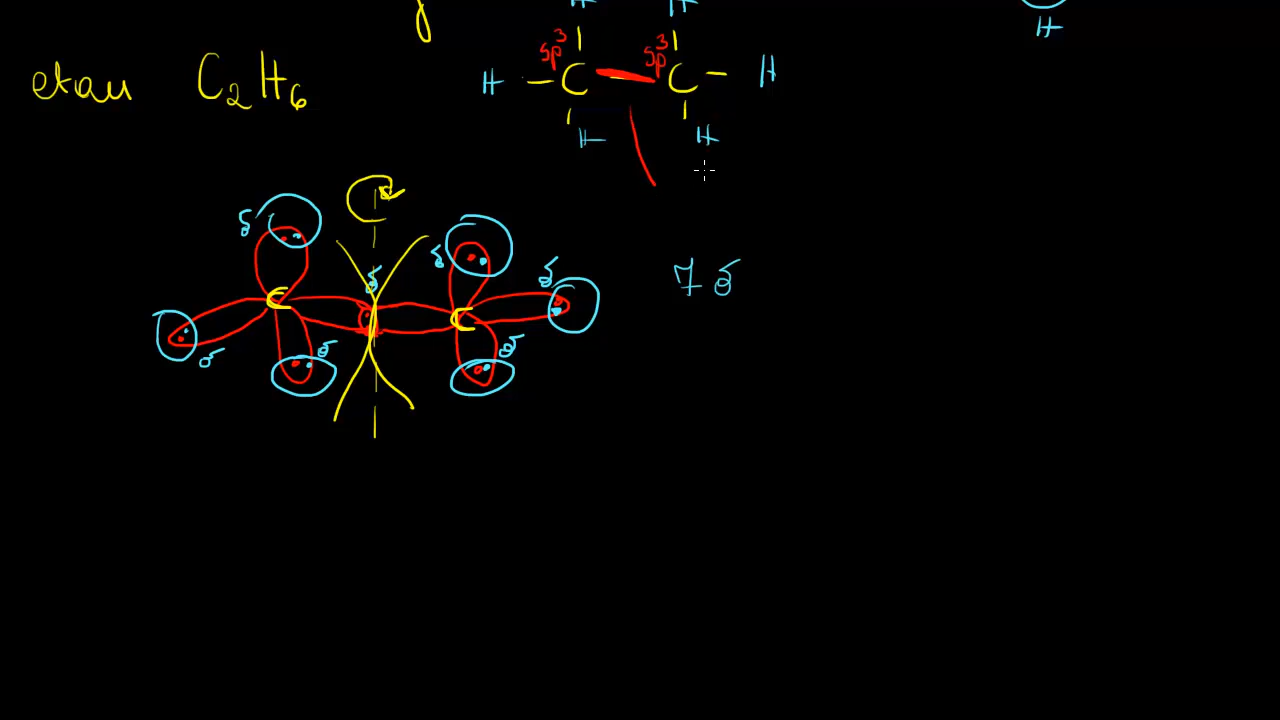 H H
H
sp³ sp³
etan C₂H₆ H – C – C – H
H H
δ
δ δ δ
7 δ
δ δ δ
C C